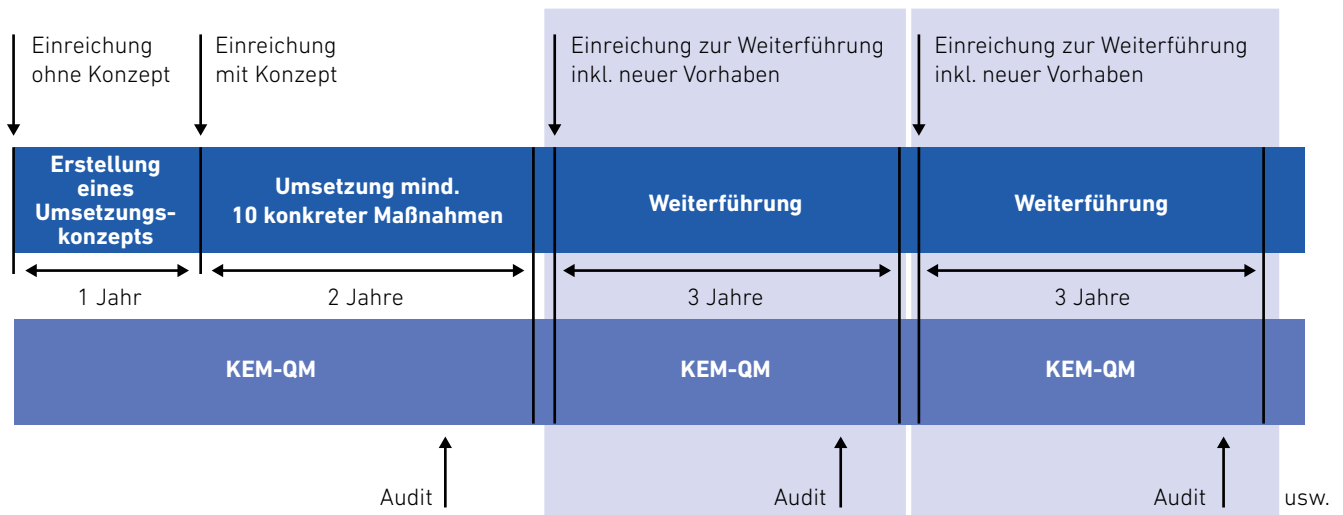 Einreichung
ohne Konzept
Einreichung
mit Konzept
Einreichung zur Weiterführung
inkl. neuer Vorhaben
Einreichung zur Weiterführung
inkl. neuer Vorhaben
Erstellung
eines
Umsetzungs-
konzepts
Umsetzung mind.
10 konkreter Maßnahmen
Weiterführung
Weiterführung
1 Jahr
2 Jahre
3 Jahre
3 Jahre
KEM-QM
KEM-QM
KEM-QM
Audit
Audit
Audit
usw.